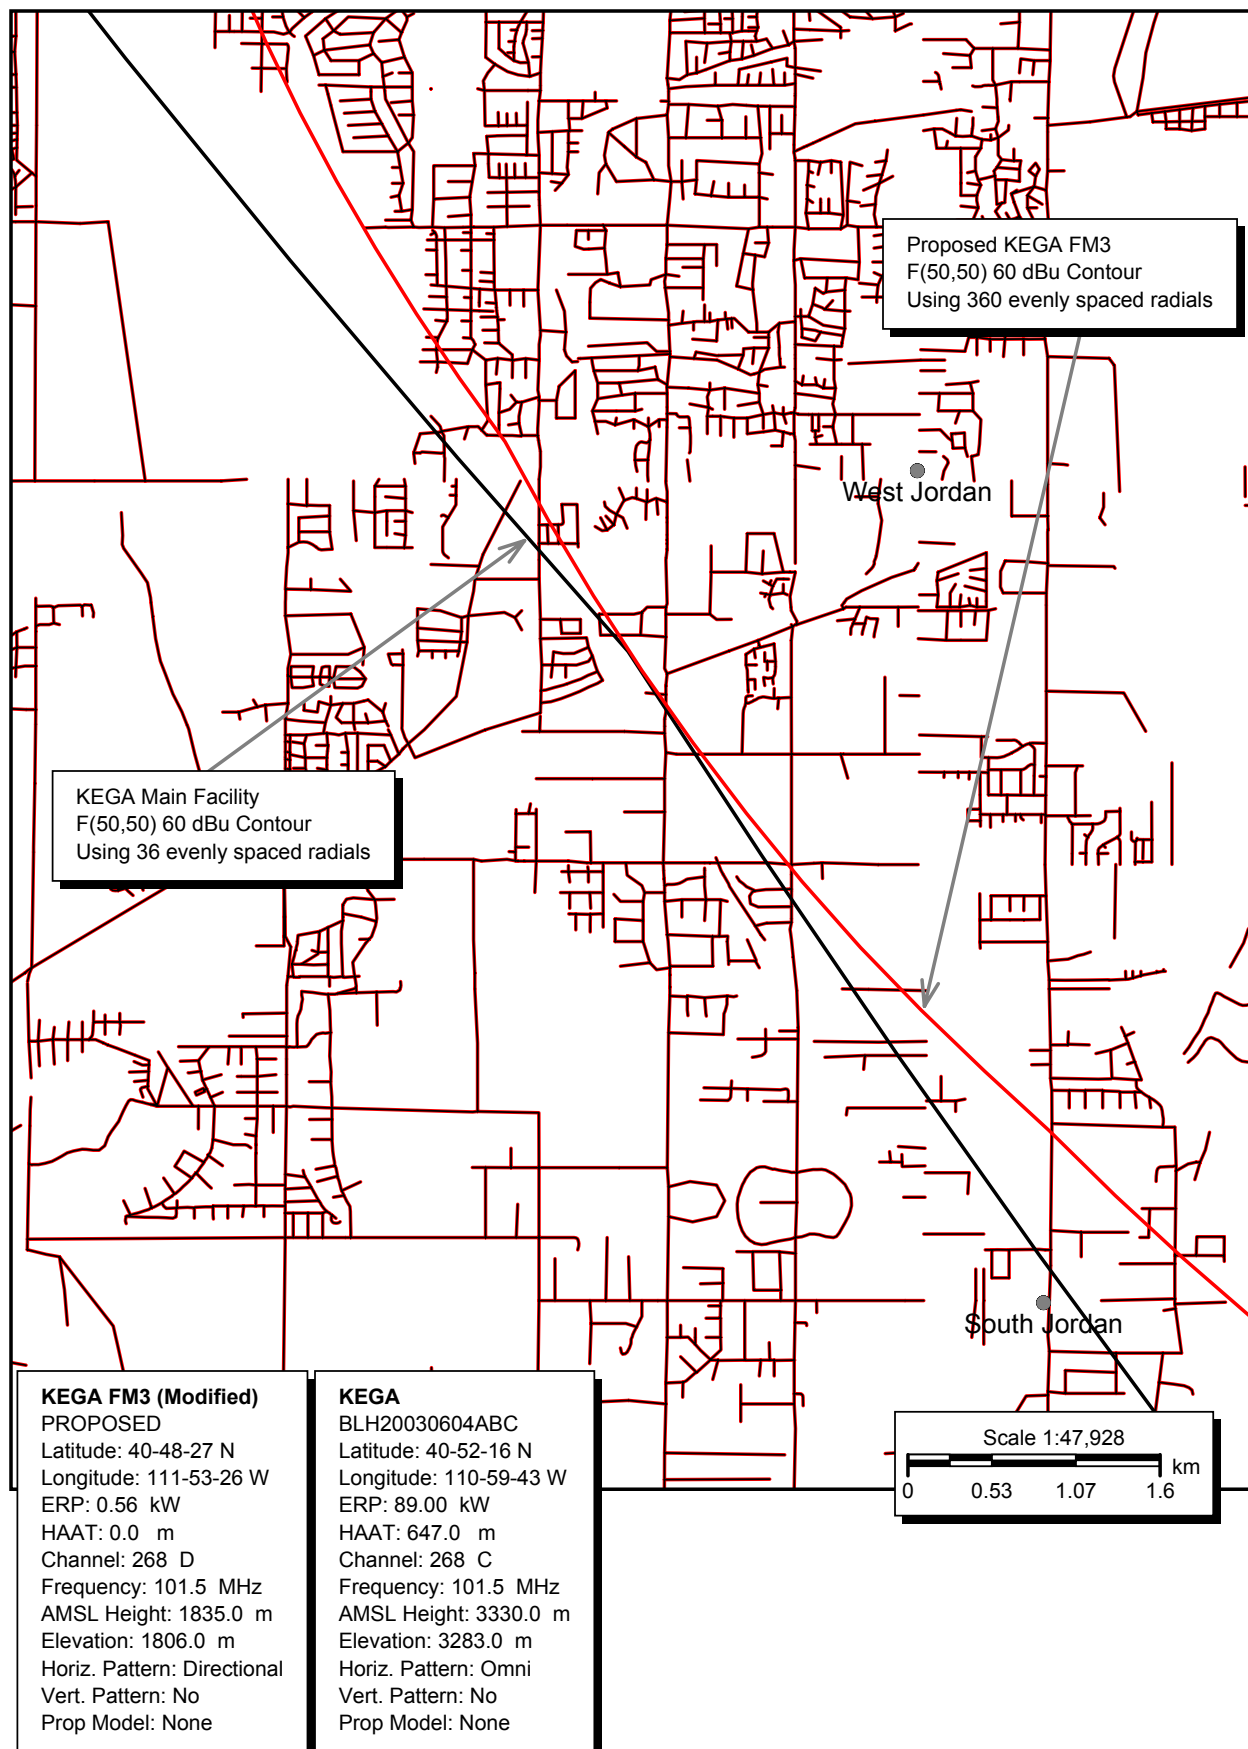 Proposed KEGA FM3
F(50,50) 60 dBu Contour
Using 360 evenly spaced radials
West Jordan
KEGA Main Facility
F(50,50) 60 dBu Contour
Using 36 evenly spaced radials
South Jordan
KEGA FM3 (Modified)
PROPOSED
Latitude: 40-48-27 N
Longitude: 111-53-26 W
ERP: 0.56 kW
HAAT: 0.0 m
Channel: 268 D
Frequency: 101.5 MHz
AMSL Height: 1835.0 m
Elevation: 1806.0 m
Horiz. Pattern: Directional
Vert. Pattern: No
Prop Model: None
KEGA
BLH20030604ABC
Latitude: 40-52-16 N
Longitude: 110-59-43 W
ERP: 89.00 kW
HAAT: 647.0 m
Channel: 268 C
Frequency: 101.5 MHz
AMSL Height: 3330.0 m
Elevation: 3283.0 m
Horiz. Pattern: Omni
Vert. Pattern: No
Prop Model: None
Scale 1:47,928
km
0 0.53 1.07 1.6